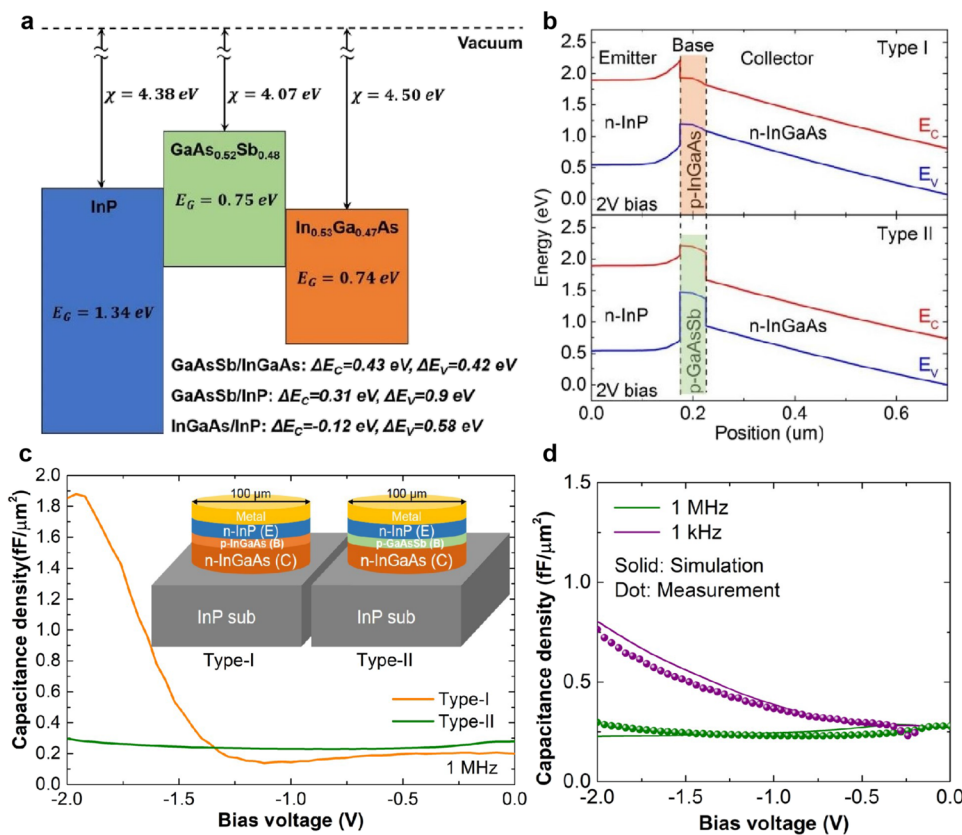 a
Vacuum
χ = 4.38 eV
χ = 4.07 eV
χ = 4.50 eV
GaAs0.52Sb0.48
InP
E_G = 0.75 eV
In0.53Ga0.47As
E_G = 0.74 eV
E_G = 1.34 eV
GaAsSb/InGaAs: ΔE_C=0.43 eV, ΔE_V=0.42 eV
GaAsSb/InP: ΔE_C=0.31 eV, ΔE_V=0.9 eV
InGaAs/InP: ΔE_C=-0.12 eV, ΔE_V=0.58 eV
b
2.5
2.0
1.5
1.0
0.5
0.0
Emitter
Base
Collector
Type I
n-InP
p-InGaAs
n-InGaAs
E_C
E_V
2V bias
Energy (eV)
2.5
2.0
1.5
1.0
0.5
0.0
Type II
n-InP
p-GaAsSb
n-InGaAs
E_C
E_V
2V bias
0.0 0.2 0.4 0.6
Position (um)
c
Capacitance density(fF/μm²)
2.0
1.8
1.6
1.4
1.2
1.0
0.8
0.6
0.4
0.2
0.0
100 μm
Metal
n-InP (E)
p-InGaAs (B)
n-InGaAs (C)
InP sub
Type-I
100 μm
Metal
n-InP (E)
p-GaAsSb (B)
n-InGaAs (C)
InP sub
Type-II
Type-I
Type-II
1 MHz
-2.0 -1.5 -1.0 -0.5 0.0
Bias voltage (V)
d
Capacitance density (fF/μm²)
1.5
1.0
0.5
0.0
1 MHz
1 kHz
Solid: Simulation
Dot: Measurement
-2.0 -1.5 -1.0 -0.5 0.0
Bias voltage (V)